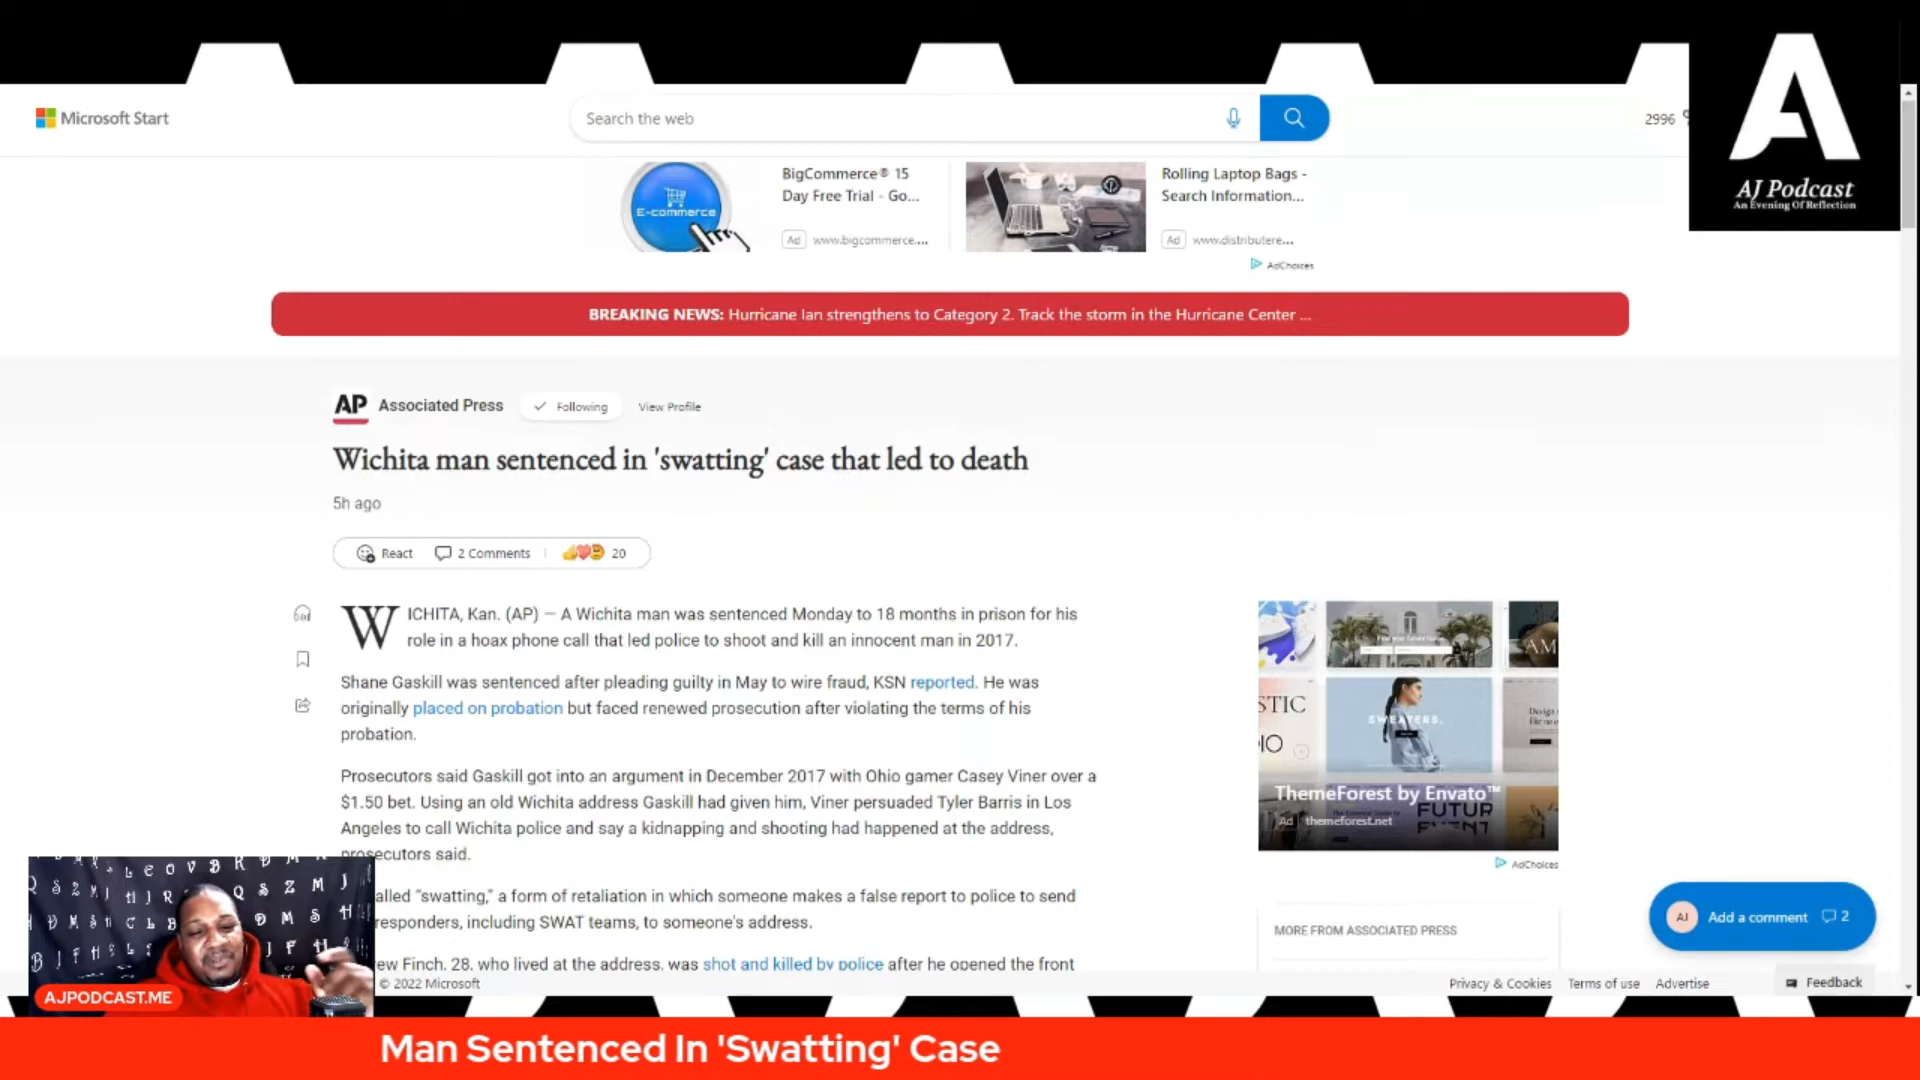 Microsoft Start
Search the web
2996
A
AJ Podcast
An Evening Of Reflection
E-commerce
BigCommerce® 15
Day Free Trial - Go...
Ad www.bigcommerce....
Rolling Laptop Bags -
Search Information...
Ad www.distributere...
AdChoices
BREAKING NEWS: Hurricane Ian strengthens to Category 2. Track the storm in the Hurricane Center ...
AP Associated Press Following View Profile
Wichita man sentenced in 'swatting' case that led to death
5h ago
React 2 Comments 20
WICHITA, Kan. (AP) — A Wichita man was sentenced Monday to 18 months in prison for his
role in a hoax phone call that led police to shoot and kill an innocent man in 2017.
Shane Gaskill was sentenced after pleading guilty in May to wire fraud, KSN reported. He was
originally placed on probation but faced renewed prosecution after violating the terms of his
probation.
Prosecutors said Gaskill got into an argument in December 2017 with Ohio gamer Casey Viner over a
$1.50 bet. Using an old Wichita address Gaskill had given him, Viner persuaded Tyler Barris in Los
Angeles to call Wichita police and say a kidnapping and shooting had happened at the address,
prosecutors said.
alled “swatting,” a form of retaliation in which someone makes a false report to police to send
responders, including SWAT teams, to someone's address.
ew Finch, 28, who lived at the address, was shot and killed by police after he opened the front
STIC
IO
SWEATERS.
AM
ThemeForest by Envato™
Ad themeforest.net
FUTUR
AdChoices
MORE FROM ASSOCIATED PRESS
AJ Add a comment 2
© 2022 Microsoft
Privacy & Cookies Terms of use Advertise Feedback
AJPODCAST.ME
Man Sentenced In 'Swatting' Case